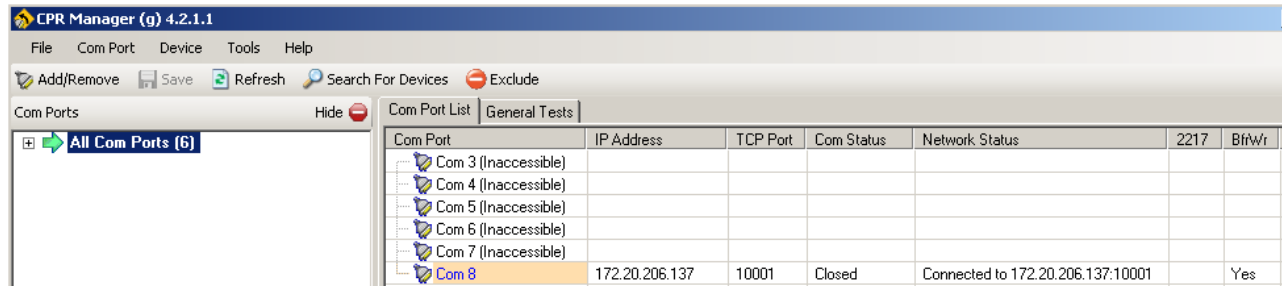 CPR Manager (g) 4.2.1.1
File Com Port Device Tools Help
Add/Remove Save Refresh Search For Devices Exclude
Com Ports Hide Com Port List General Tests
All Com Ports (6) Com Port IP Address TCP Port Com Status Network Status 2217 BfrWr
Com 3 (Inaccessible)
Com 4 (Inaccessible)
Com 5 (Inaccessible)
Com 6 (Inaccessible)
Com 7 (Inaccessible)
Com 8 172.20.206.137 10001 Closed Connected to 172.20.206.137:10001 Yes